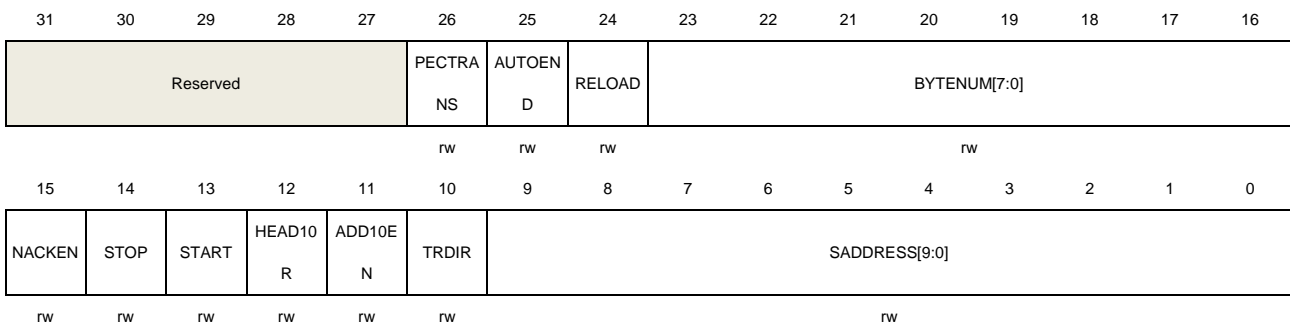 31 30 29 28 27 26 25 24 23 22 21 20 19 18 17 16
Reserved PECTRA NS AUTOEN D RELOAD BYTENUM[7:0]
rw rw rw rw
15 14 13 12 11 10 9 8 7 6 5 4 3 2 1 0
NACKEN STOP START HEAD10 R ADD10E N TRDIR SADDRESS[9:0]
rw rw rw rw rw rw rw